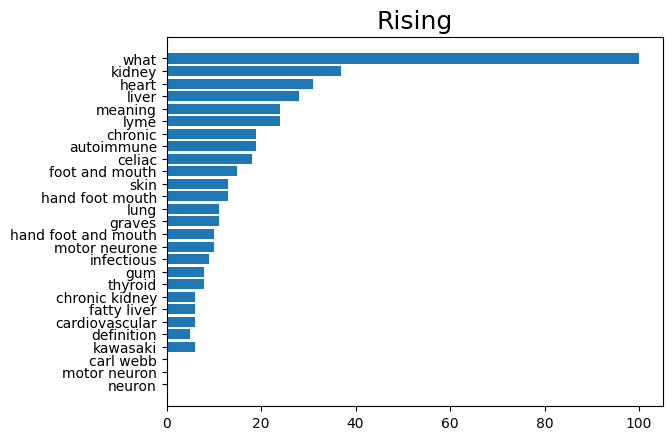 Rising
what
kidney
heart
liver
meaning
lyme
chronic
autoimmune
celiac
foot and mouth
skin
hand foot mouth
lung
graves
hand foot and mouth
motor neurone
infectious
gum
thyroid
chronic kidney
fatty liver
cardiovascular
definition
kawasaki
carl webb
motor neuron
neuron
0 20 40 60 80 100